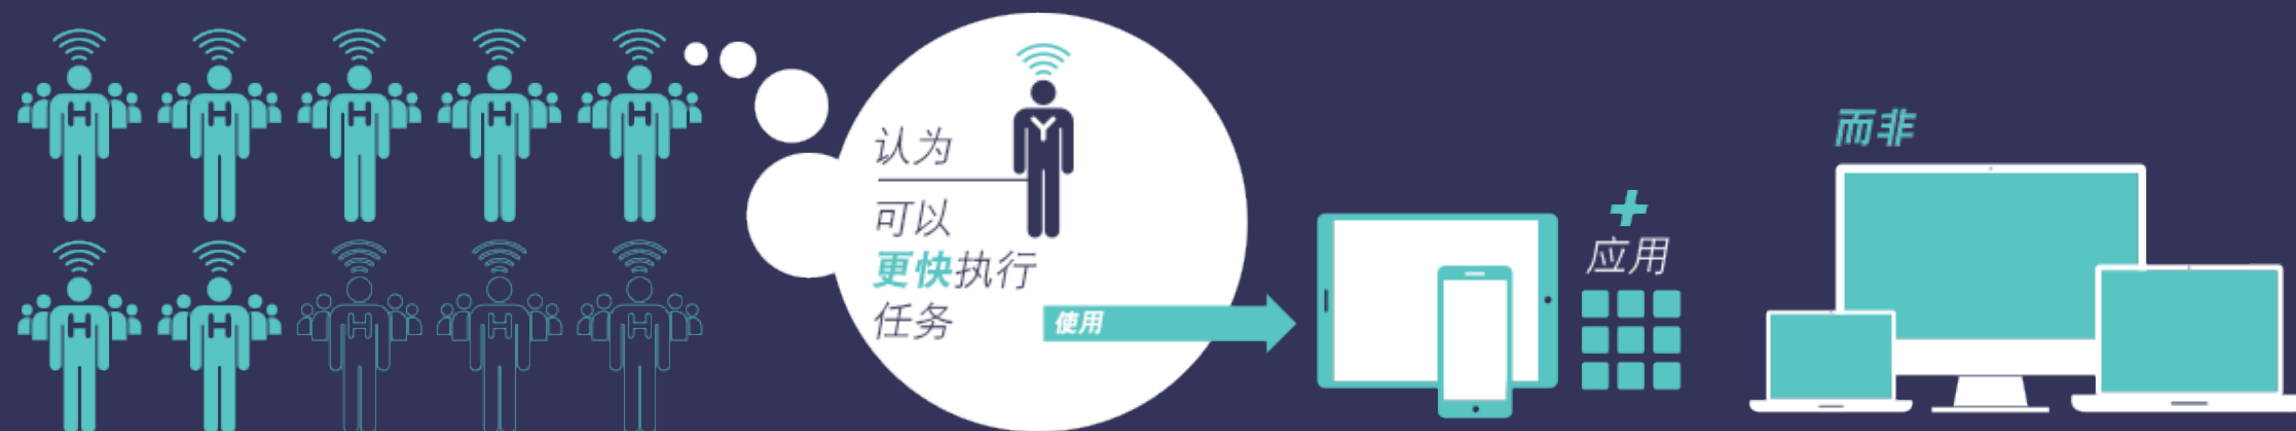 认为
可以
更快执行
任务
使用
+
应用
而非